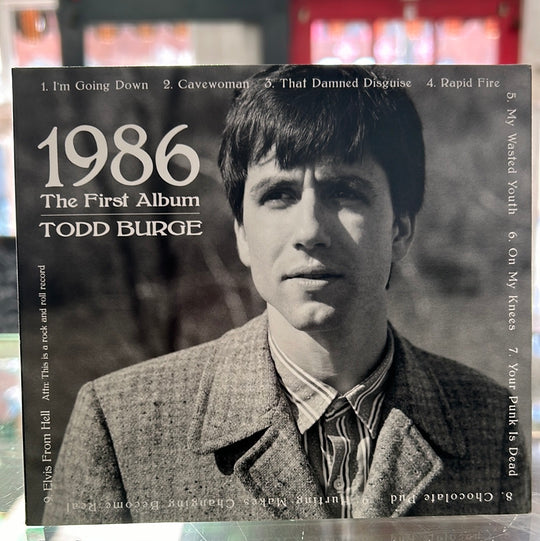 1. I'm Going Down 2. Cavewoman 3. That Damned Disguise 4. Rapid Fire
5. My Wasted Youth 6. On My Knees 7. Your Punk Is Dead
1986
The First Album
TODD BURGE
8. Chocolate Pud
9. Hurting Makes Changing Become Real
Elvis From Hell Attn: This is a rock and roll record